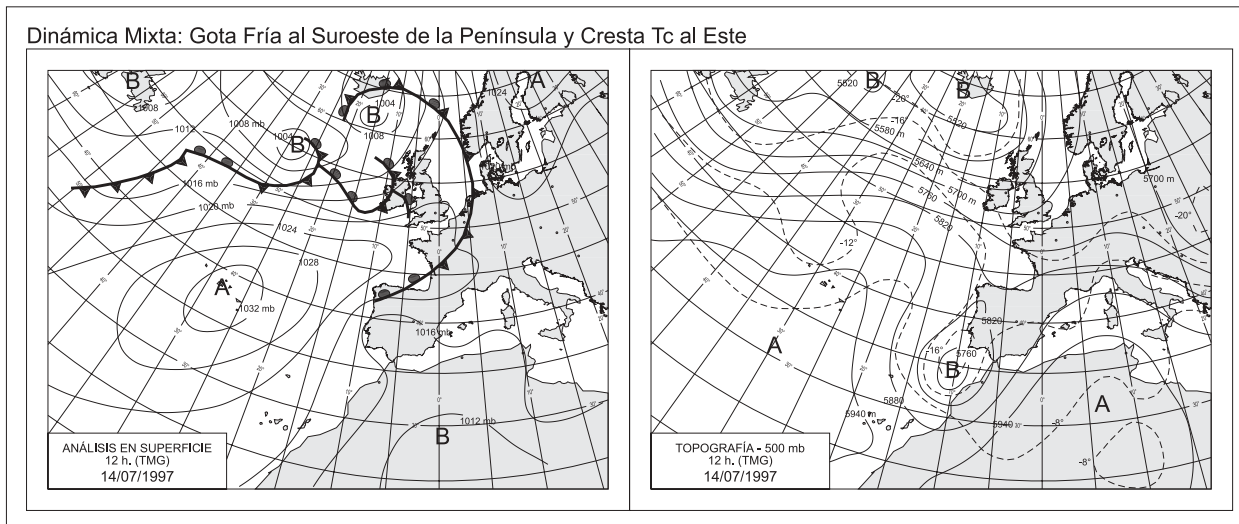 Dinámica Mixta: Gota Fría al Suroeste de la Península y Cresta Tc al Este
B
A
1008
1004
1024
B
1008 mb
1012
1004
B
1008
1016 mb
1020 mb
1024
1028
A
1032 mb
1016 mb
1012 mb
B
ANÁLISIS EN SUPERFICIE
12 h. (TMG)
14/07/1997
5520
B
B
-20°
-16°
5520
5580 m
5640 m
5700 m
5760
5820
5700 m
-20°
-12°
A
5820
-16°
5760
B
5880
5940 m
5940
-8°
A
-8°
TOPOGRAFÍA - 500 mb
12 h. (TMG)
14/07/1997